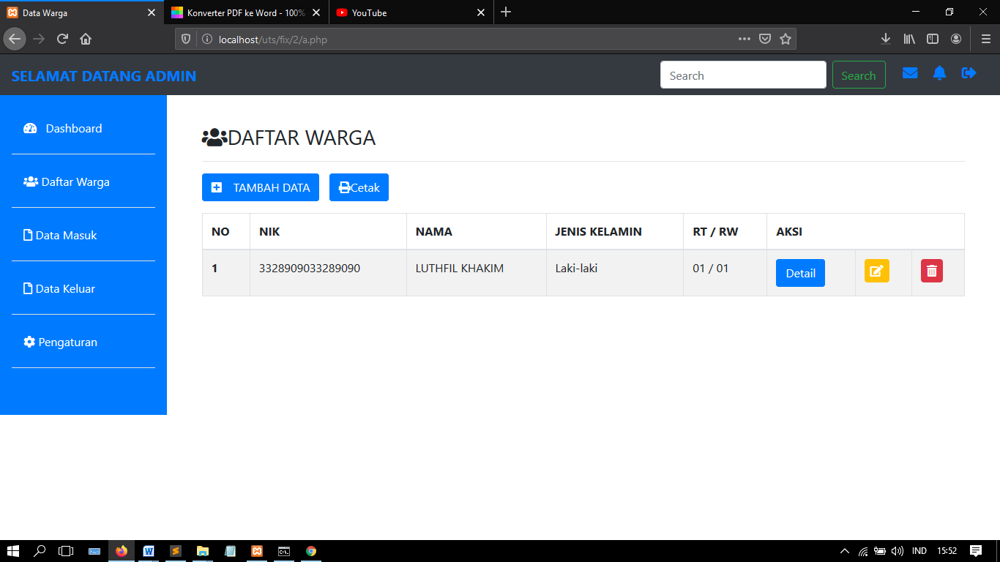 Data Warga
Konverter PDF ke Word - 100%
YouTube
localhost/uts/fix/2/a.php
SELAMAT DATANG ADMIN
Search
Search
Dashboard
Daftar Warga
Data Masuk
Data Keluar
Pengaturan
DAFTAR WARGA
TAMBAH DATA
Cetak
NO NIK NAMA JENIS KELAMIN RT / RW AKSI
1 3328909033289090 LUTHFIL KHAKIM Laki-laki 01 / 01 Detail
IND 15:52